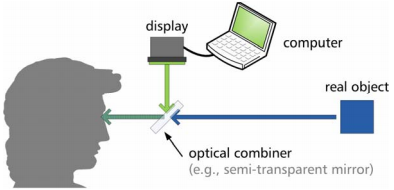 display
computer
real object
optical combiner
(e.g., semi-transparent mirror)